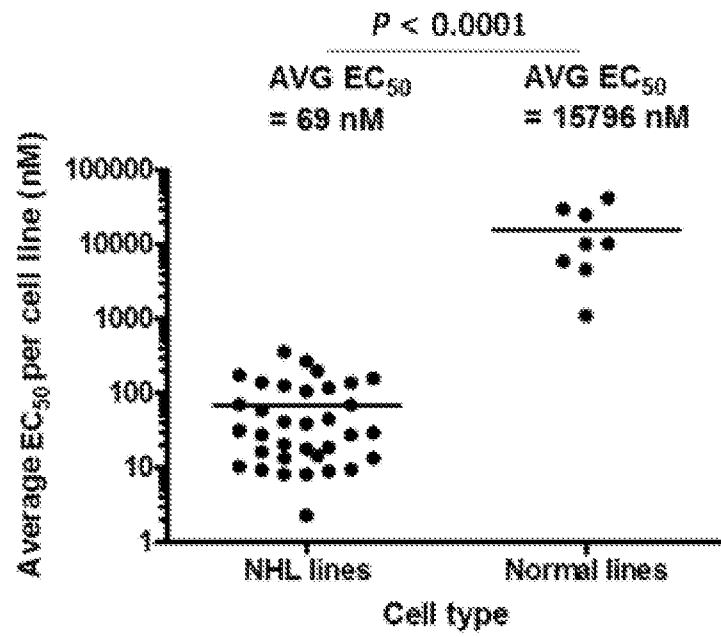 P < 0.0001
AVG EC50
= 69 nM
AVG EC50
= 15796 nM
Average EC50 per cell line (nM)
100000
10000
1000
100
10
1
NHL lines
Normal lines
Cell type